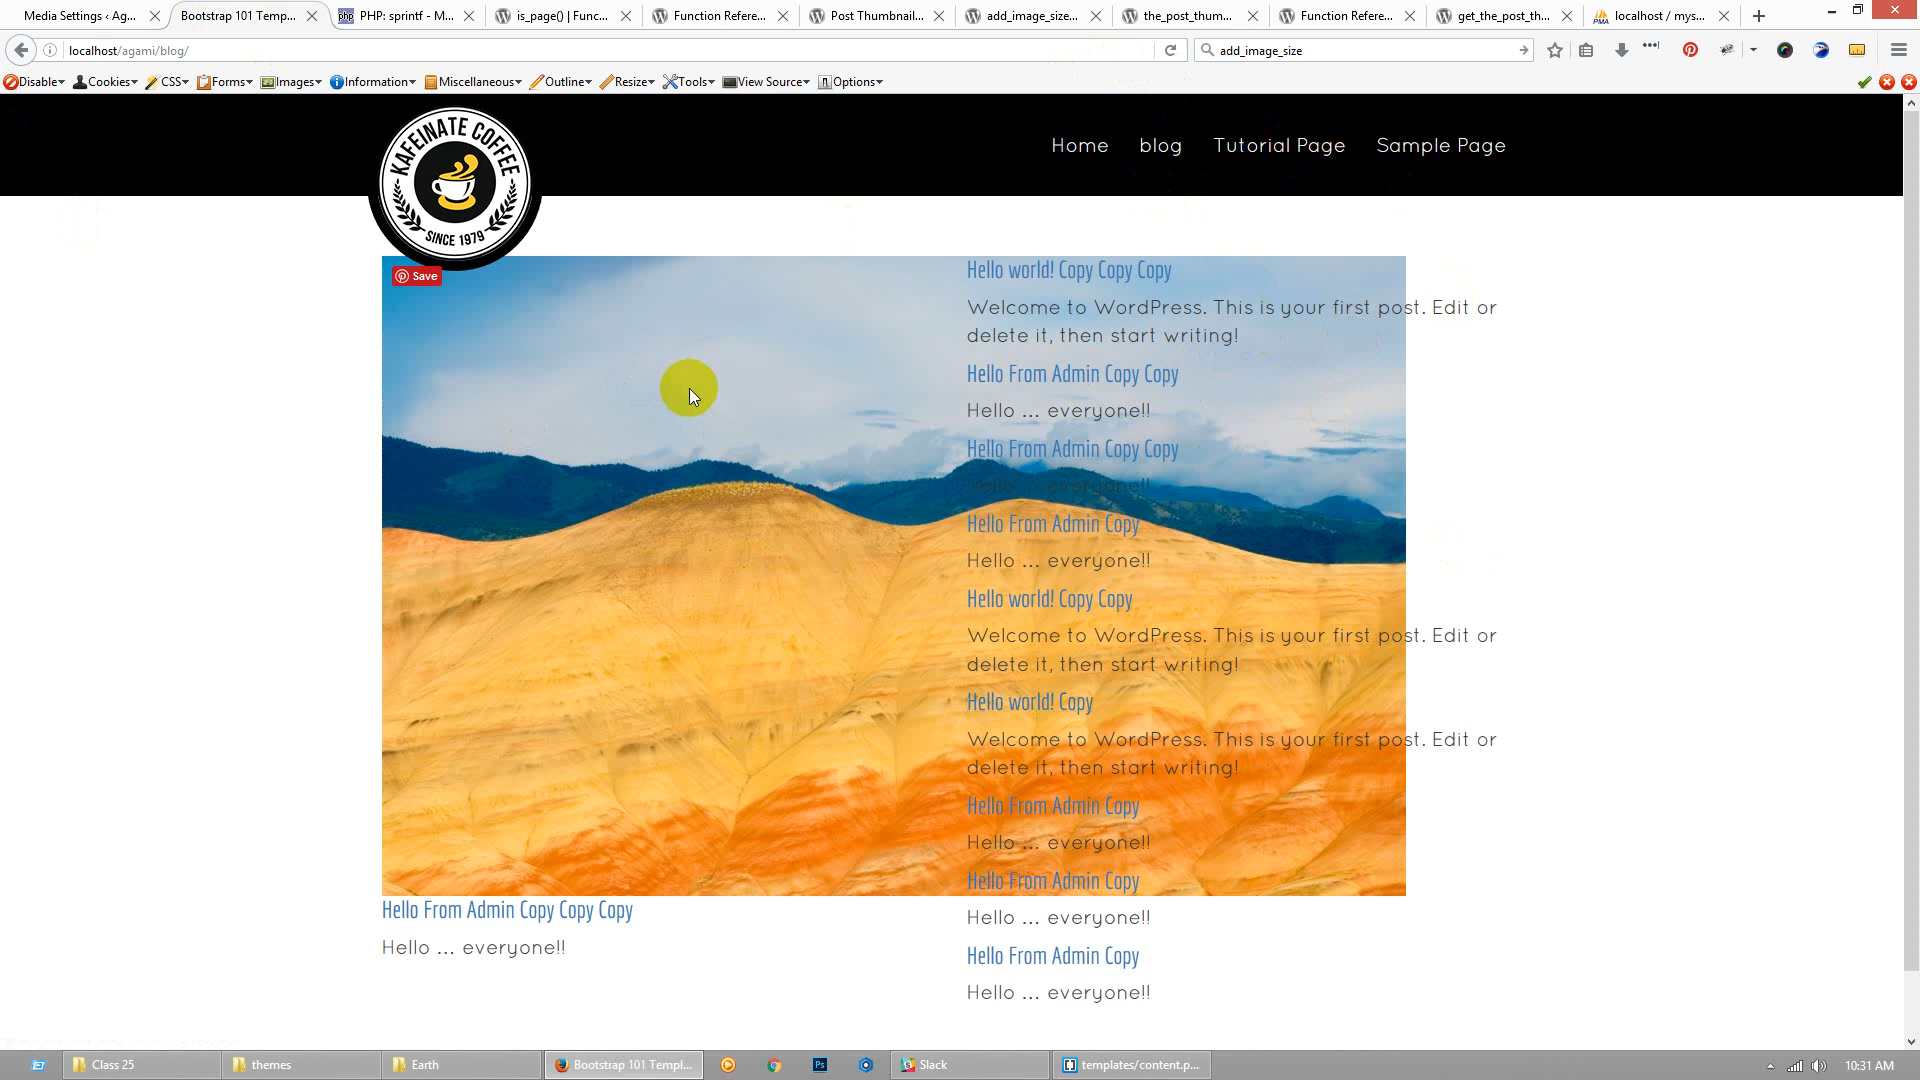 Media Settings ‹ Ag...
Bootstrap 101 Temp...
PHP: sprintf - M...
is_page() | Func...
Function Refere...
Post Thumbnail...
add_image_size...
the_post_thum...
Function Refere...
get_the_post_th...
localhost / mys...
localhost/agami/blog/
add_image_size
Disable
Cookies
CSS
Forms
Images
Information
Miscellaneous
Outline
Resize
Tools
View Source
Options
KAFEINATE COFFEE
SINCE 1979
Home
blog
Tutorial Page
Sample Page
Save
Hello world! Copy Copy Copy
Welcome to WordPress. This is your first post. Edit or
delete it, then start writing!
Hello From Admin Copy Copy
Hello ... everyone!!
Hello From Admin Copy Copy
Hello ... everyone!!
Hello From Admin Copy
Hello ... everyone!!
Hello world! Copy Copy
Welcome to WordPress. This is your first post. Edit or
delete it, then start writing!
Hello world! Copy
Welcome to WordPress. This is your first post. Edit or
delete it, then start writing!
Hello From Admin Copy
Hello ... everyone!!
Hello From Admin Copy
Hello ... everyone!!
Hello From Admin Copy
Hello ... everyone!!
Hello From Admin Copy Copy Copy
Hello ... everyone!!
Class 25
themes
Earth
Bootstrap 101 Templ...
Slack
templates/content.p...
10:31 AM